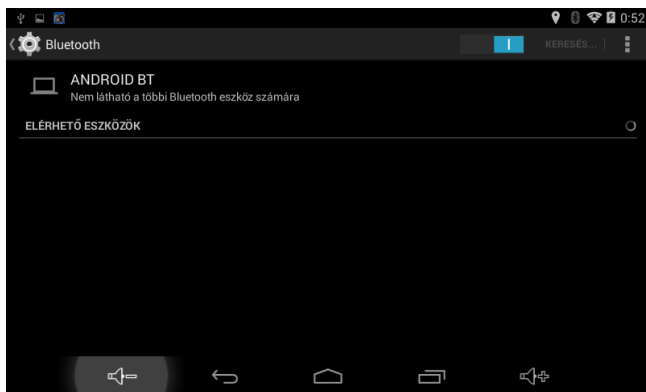 0:52
Bluetooth
KERESÉS...
ANDROID BT
Nem látható a többi Bluetooth eszköz számára
ELÉRHETŐ ESZKÖZÖK